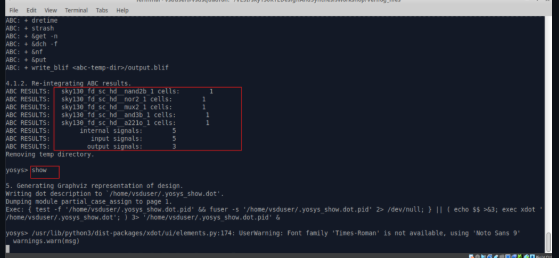 File Edit View Terminal Tabs Help
ABC: + dretime
ABC: + strash
ABC: + &get -n
ABC: + &dch -f
ABC: + &nf
ABC: + &put
ABC: + write_blif <abc-temp-dir>/output.blif
4.1.2. Re-integrating ABC results.
ABC RESULTS: sky130_fd_sc_hd__nand2b_1 cells: 1
ABC RESULTS: sky130_fd_sc_hd__nor2_1 cells: 1
ABC RESULTS: sky130_fd_sc_hd__mux2_1 cells: 1
ABC RESULTS: sky130_fd_sc_hd__and3b_1 cells: 1
ABC RESULTS: sky130_fd_sc_hd__a221o_1 cells: 1
ABC RESULTS: internal signals: 5
ABC RESULTS: input signals: 5
ABC RESULTS: output signals: 3
Removing temp directory.
yosys> show
5. Generating Graphviz representation of design.
Writing dot description to `/home/vsduser/.yosys_show.dot'.
Dumping module partial_case_assign to page 1.
Exec: { test -f '/home/vsduser/.yosys_show.dot.pid' && fuser -s '/home/vsduser/.yosys_show.dot.pid' 2> /dev/null; } || ( echo $$ >&3; exec xdot '
/home/vsduser/.yosys_show.dot'; ) 3> '/home/vsduser/.yosys_show.dot.pid' &
yosys> /usr/lib/python3/dist-packages/xdot/ui/elements.py:174: UserWarning: Font family 'Times-Roman' is not available, using 'Noto Sans 9'
warnings.warn(msg)